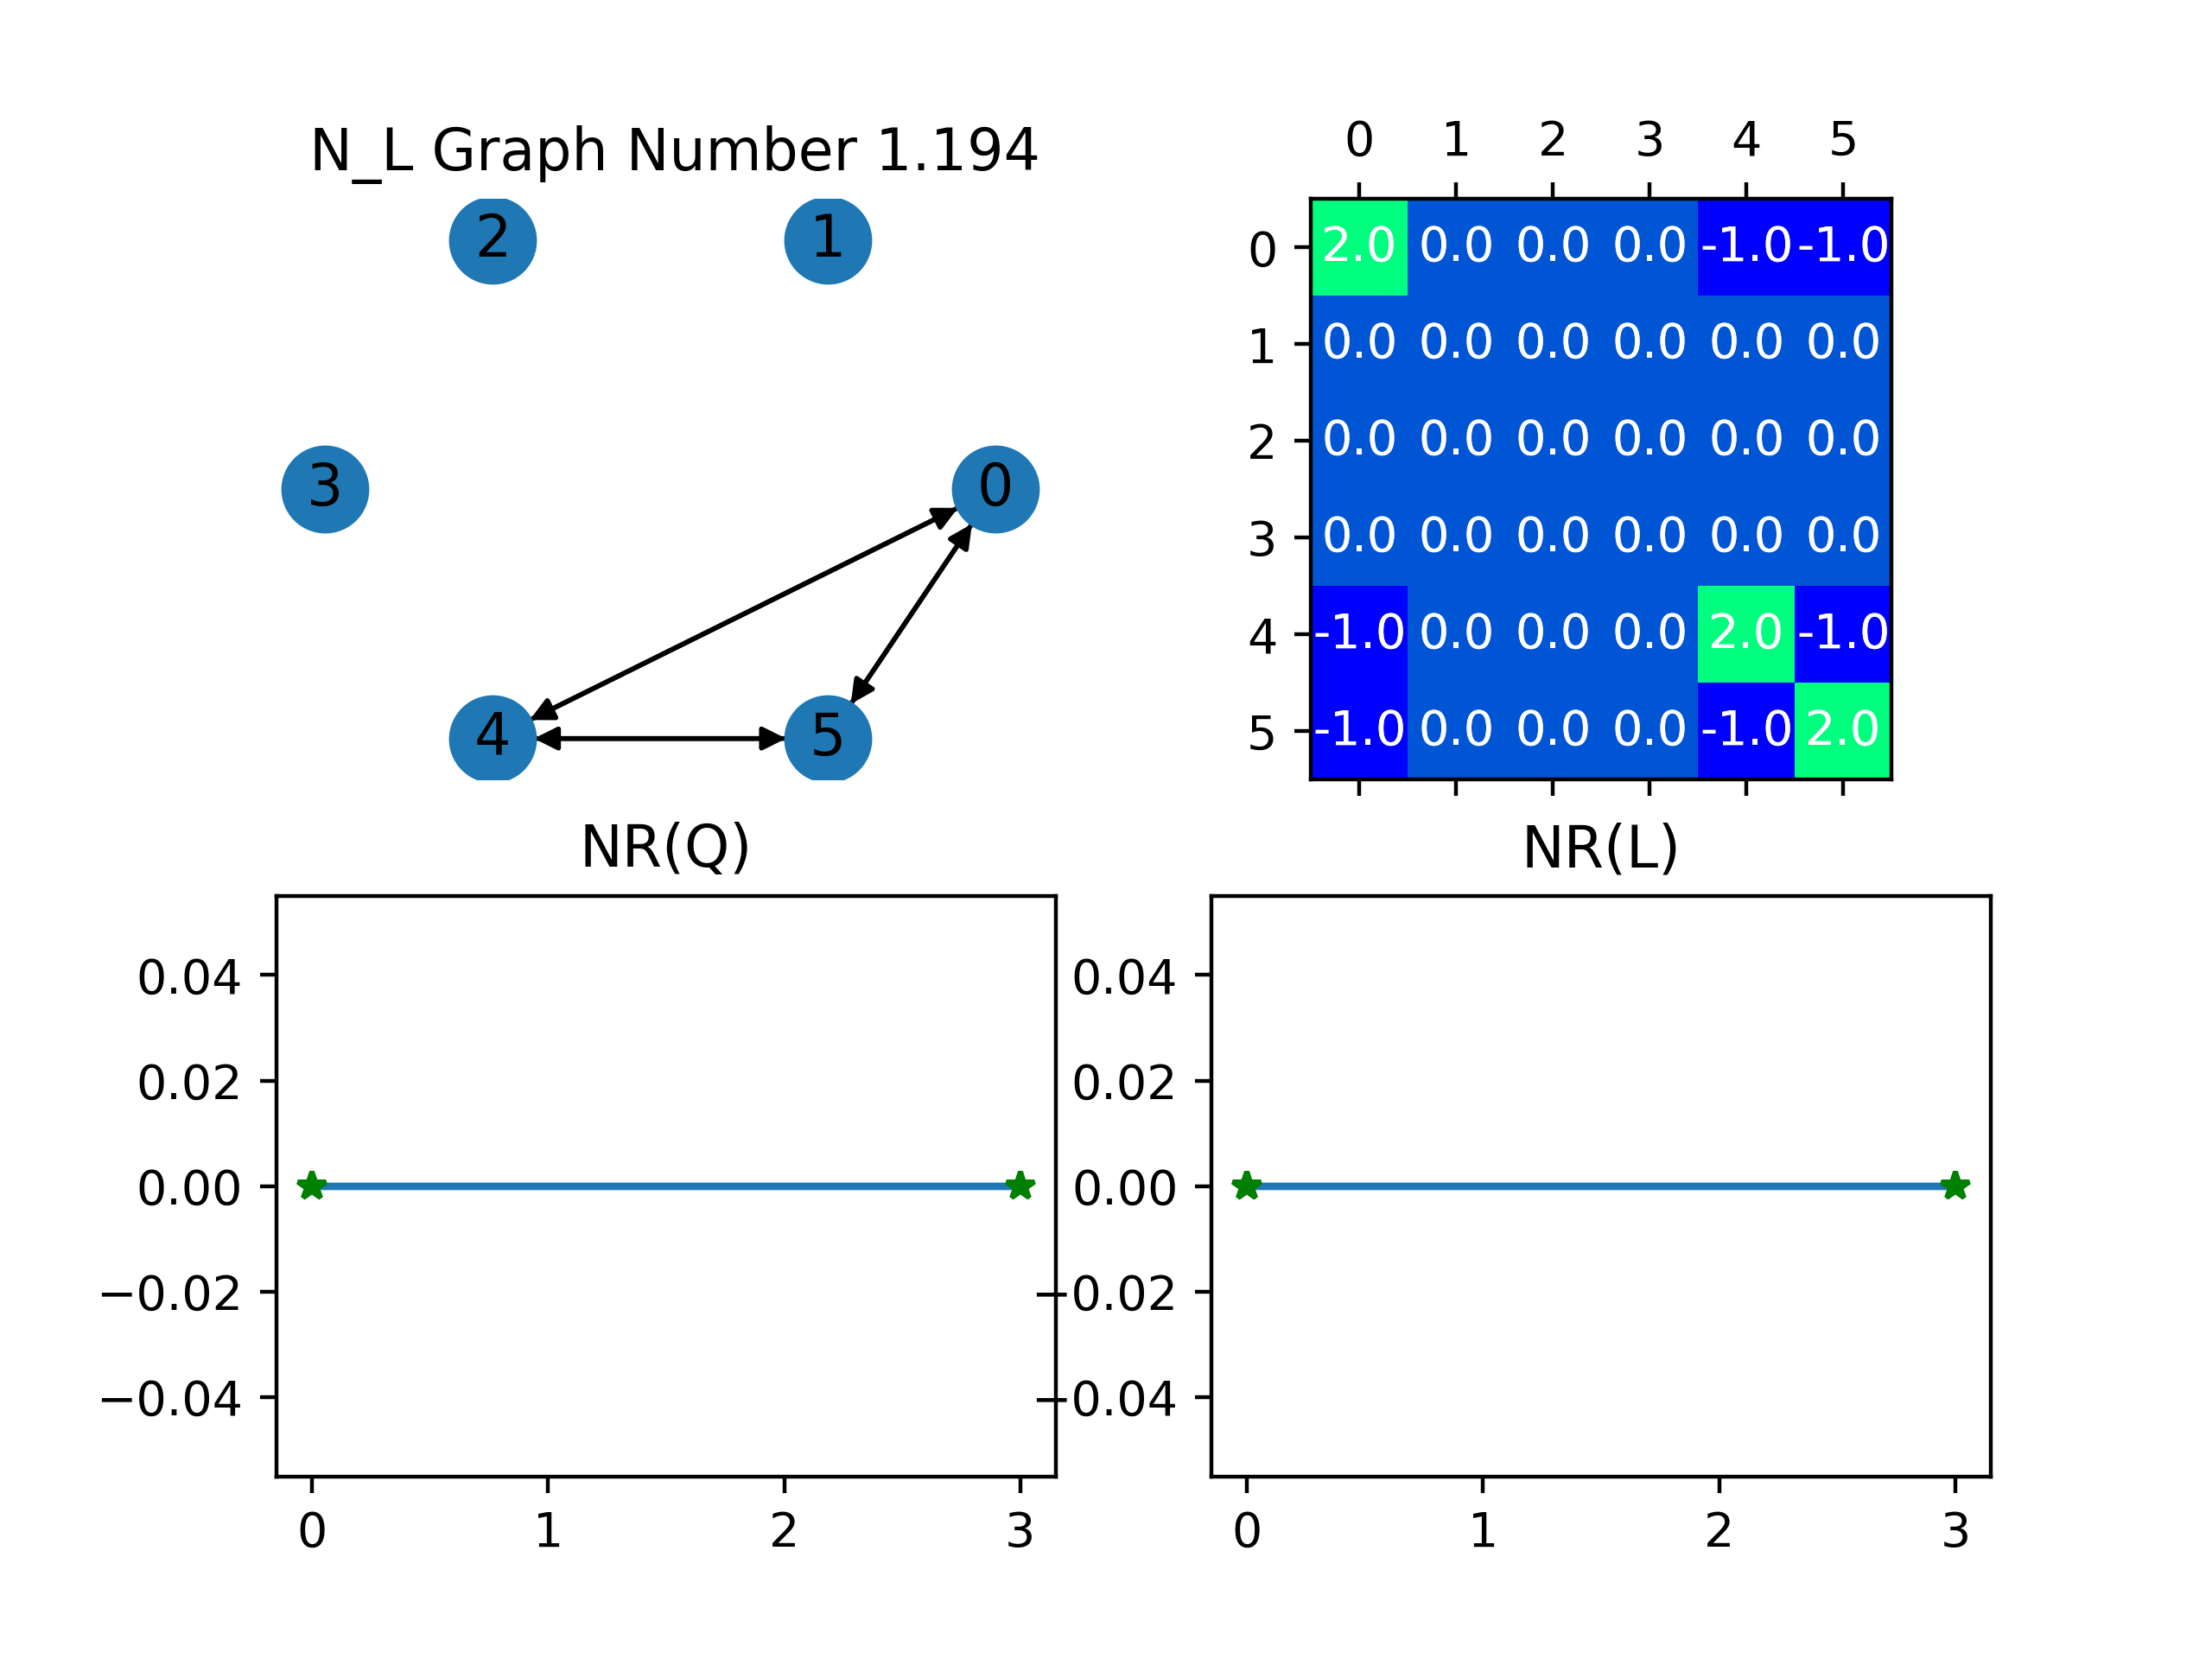 N_L Graph Number 1.194
2 1
3 0
4 5
0 1 2 3 4 5
0 2.0 0.0 0.0 0.0 -1.0 -1.0
1 0.0 0.0 0.0 0.0 0.0 0.0
2 0.0 0.0 0.0 0.0 0.0 0.0
3 0.0 0.0 0.0 0.0 0.0 0.0
4 -1.0 0.0 0.0 0.0 2.0 -1.0
5 -1.0 0.0 0.0 0.0 -1.0 2.0
NR(Q)
0.04
0.02
0.00
−0.02
−0.04
0 1 2 3
NR(L)
0.04
0.02
0.00
−0.02
−0.04
0 1 2 3